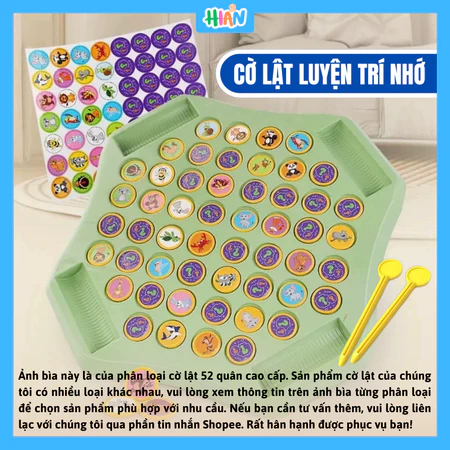 HIAN
CỜ LẬT LUYỆN TRÍ NHỚ
Ảnh bìa này là của phân loại cờ lật 52 quân cao cấp. Sản phẩm cờ lật của chúng
tôi có nhiều loại khác nhau, vui lòng xem thông tin trên ảnh bìa từng phân loại
để chọn sản phẩm phù hợp với nhu cầu. Nếu bạn cần tư vấn thêm, vui lòng liên
lạc với chúng tôi qua phần tin nhắn Shopee. Rất hân hạnh được phục vụ bạn!